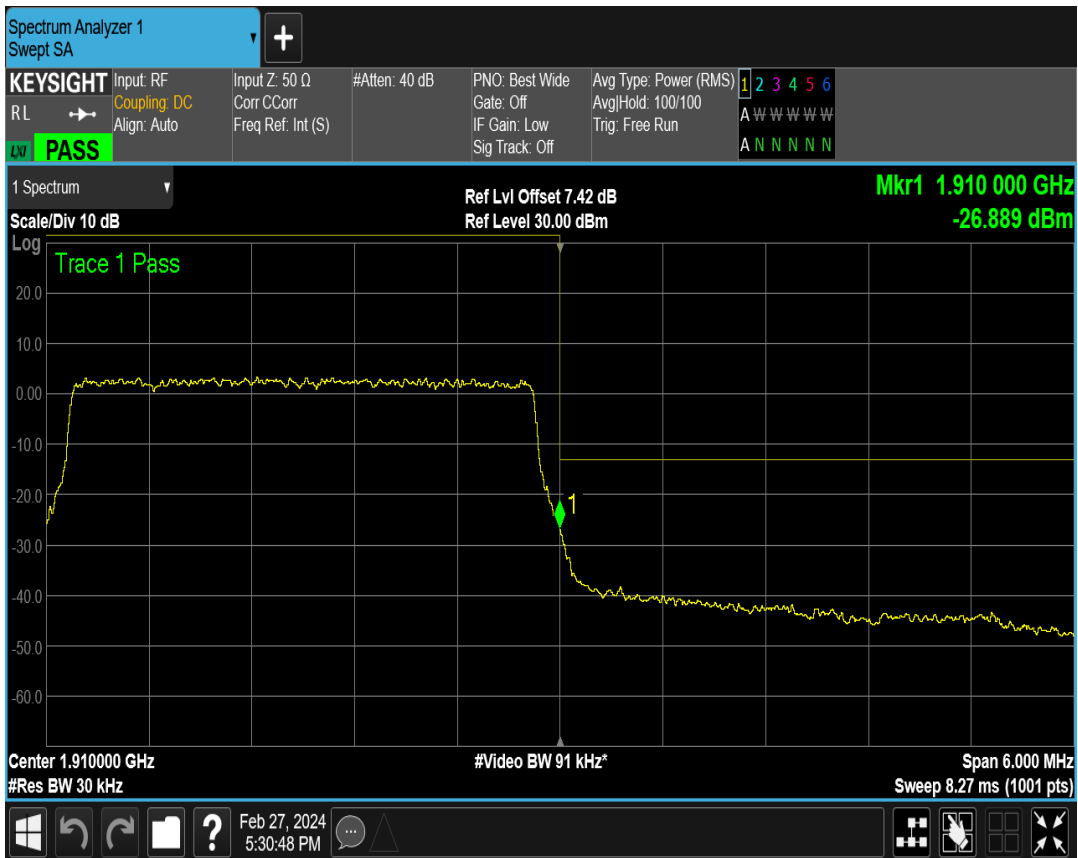 Spectrum Analyzer 1
Swept SA
+
KEYSIGHT
RL
LXI PASS
Input: RF
Coupling: DC
Align: Auto
Input Z: 50 Ω
Corr CCorr
Freq Ref: Int (S)
#Atten: 40 dB
PNO: Best Wide
Gate: Off
IF Gain: Low
Sig Track: Off
Avg Type: Power (RMS)
Avg|Hold: 100/100
Trig: Free Run
1 2 3 4 5 6
A W W W W W
A N N N N N
1 Spectrum
Scale/Div 10 dB
Ref Lvl Offset 7.42 dB
Ref Level 30.00 dBm
Mkr1 1.910 000 GHz
-26.889 dBm
Log
Trace 1 Pass
20.0
10.0
0.00
-10.0
-20.0
1
-30.0
-40.0
-50.0
-60.0
Center 1.910000 GHz
#Video BW 91 kHz*
Span 6.000 MHz
#Res BW 30 kHz
Sweep 8.27 ms (1001 pts)
?
Feb 27, 2024
5:30:48 PM